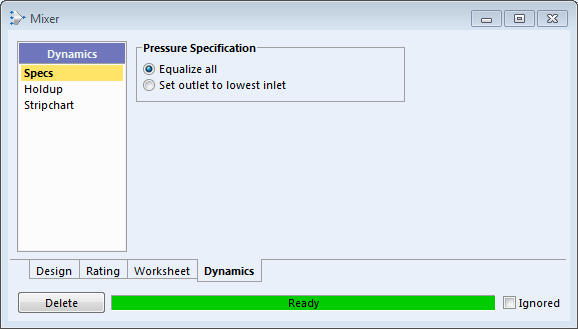 Mixer
Dynamics
Specs
Holdup
Stripchart
Pressure Specification
Equalize all
Set outlet to lowest inlet
Design Rating Worksheet Dynamics
Delete Ready Ignored